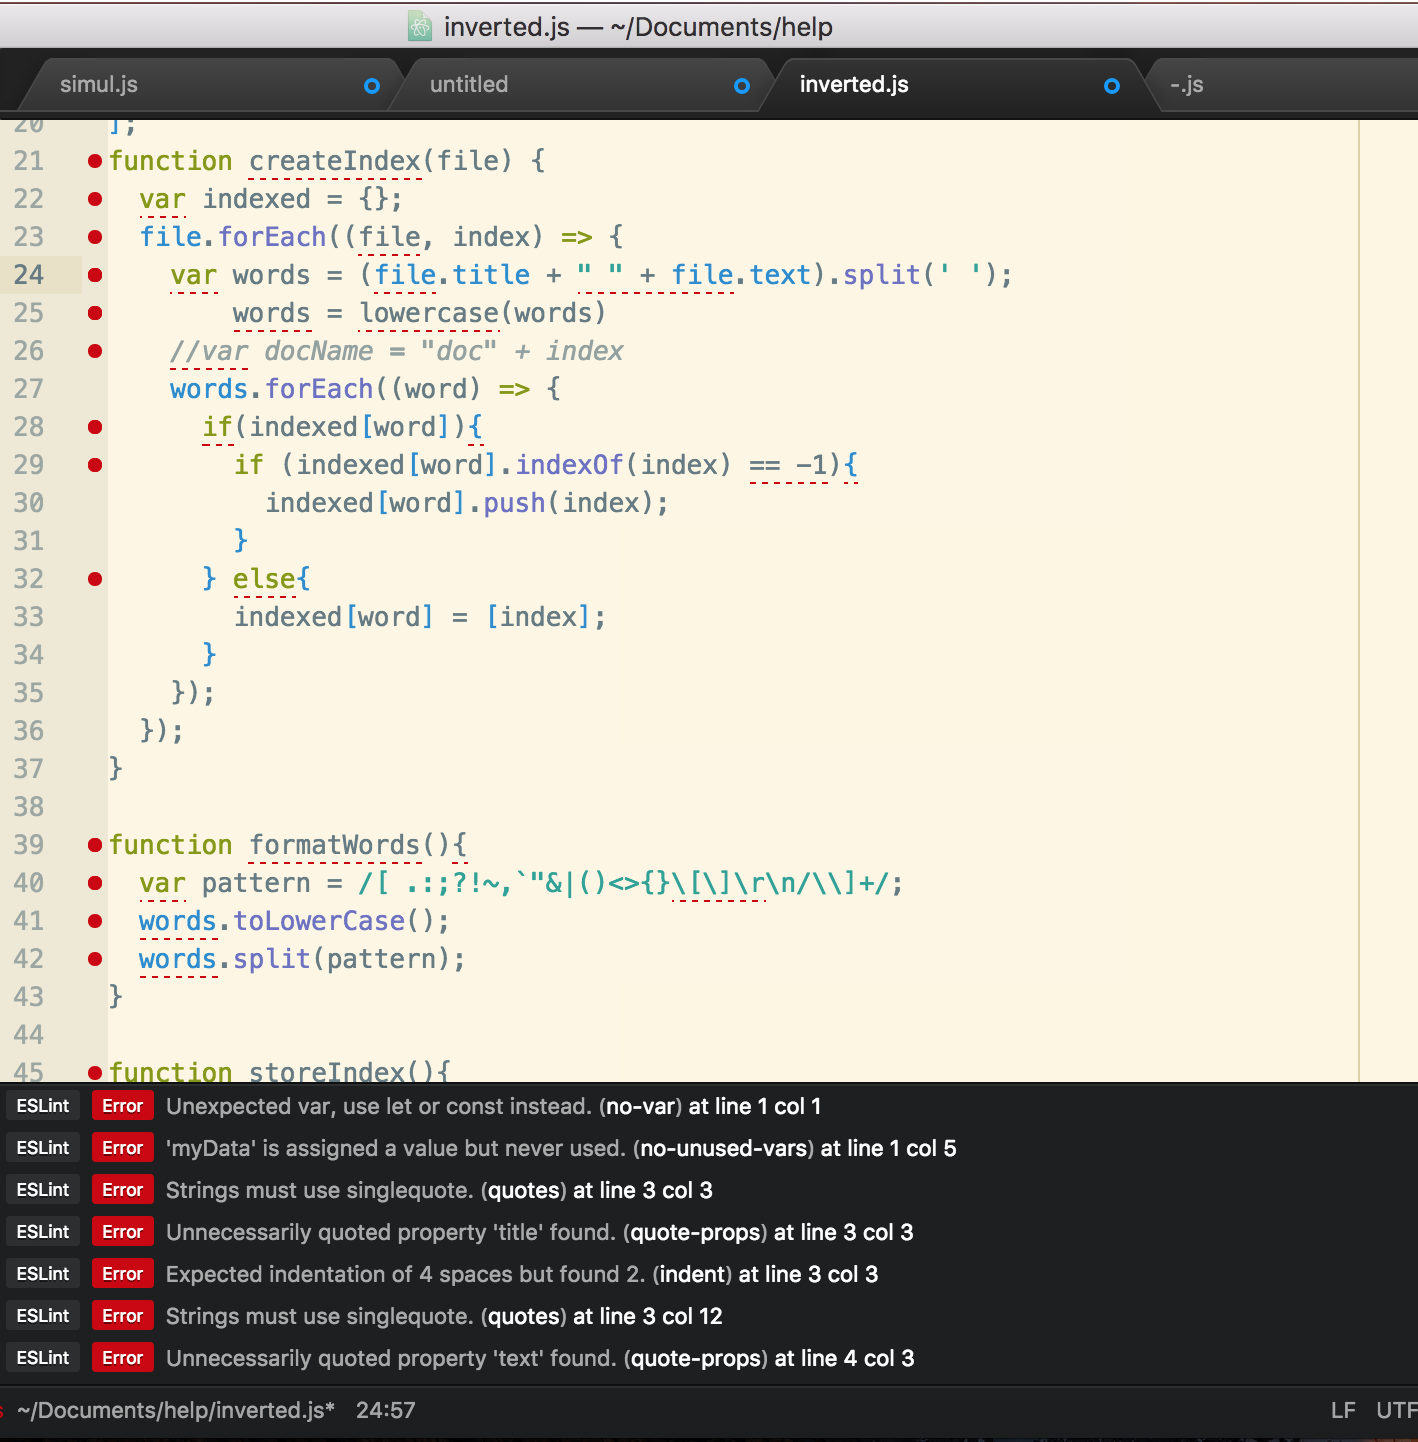 inverted.js — ~/Documents/help
simul.js untitled inverted.js -.js
20 ];
21 function createIndex(file) {
22   var indexed = {};
23   file.forEach((file, index) => {
24     var words = (file.title + " " + file.text).split(' ');
25         words = lowercase(words)
26     //var docName = "doc" + index
27     words.forEach((word) => {
28       if(indexed[word]){
29         if (indexed[word].indexOf(index) == -1){
30           indexed[word].push(index);
31         }
32       } else{
33         indexed[word] = [index];
34       }
35     });
36   });
37 }
38
39 function formatWords(){
40   var pattern = /[ .:;?!~,`"&|()<>{}\[\]\r\n/\\]+/;
41   words.toLowerCase();
42   words.split(pattern);
43 }
44
45 function storeIndex(){
ESLint Error Unexpected var, use let or const instead. (no-var) at line 1 col 1
ESLint Error 'myData' is assigned a value but never used. (no-unused-vars) at line 1 col 5
ESLint Error Strings must use singlequote. (quotes) at line 3 col 3
ESLint Error Unnecessarily quoted property 'title' found. (quote-props) at line 3 col 3
ESLint Error Expected indentation of 4 spaces but found 2. (indent) at line 3 col 3
ESLint Error Strings must use singlequote. (quotes) at line 3 col 12
ESLint Error Unnecessarily quoted property 'text' found. (quote-props) at line 4 col 3
~/Documents/help/inverted.js* 24:57 LF UTF